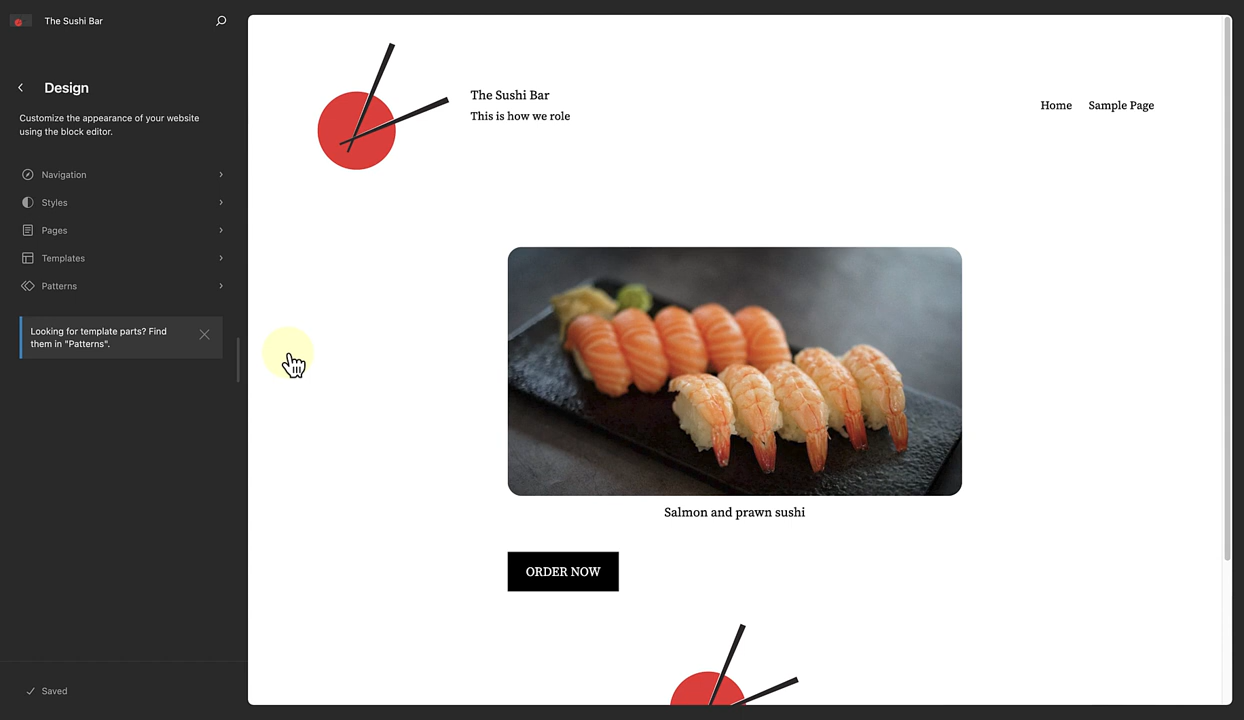 The Sushi Bar
Design
Customize the appearance of your website
using the block editor.
Navigation
Styles
Pages
Templates
Patterns
Looking for template parts? Find
them in "Patterns".
Saved
The Sushi Bar
This is how we role
Home Sample Page
Salmon and prawn sushi
ORDER NOW